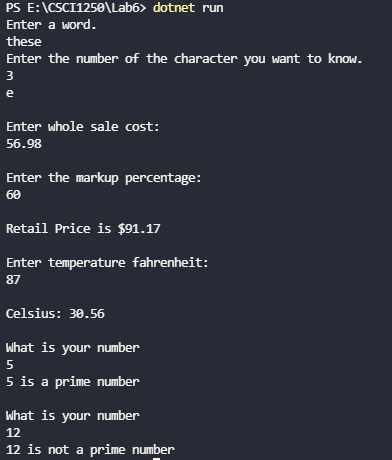 PS E:\CSCI1250\Lab6> dotnet run
Enter a word.
these
Enter the number of the character you want to know.
3
e

Enter whole sale cost:
56.98

Enter the markup percentage:
60

Retail Price is $91.17

Enter temperature fahrenheit:
87

Celsius: 30.56

What is your number
5
5 is a prime number

What is your number
12
12 is not a prime number